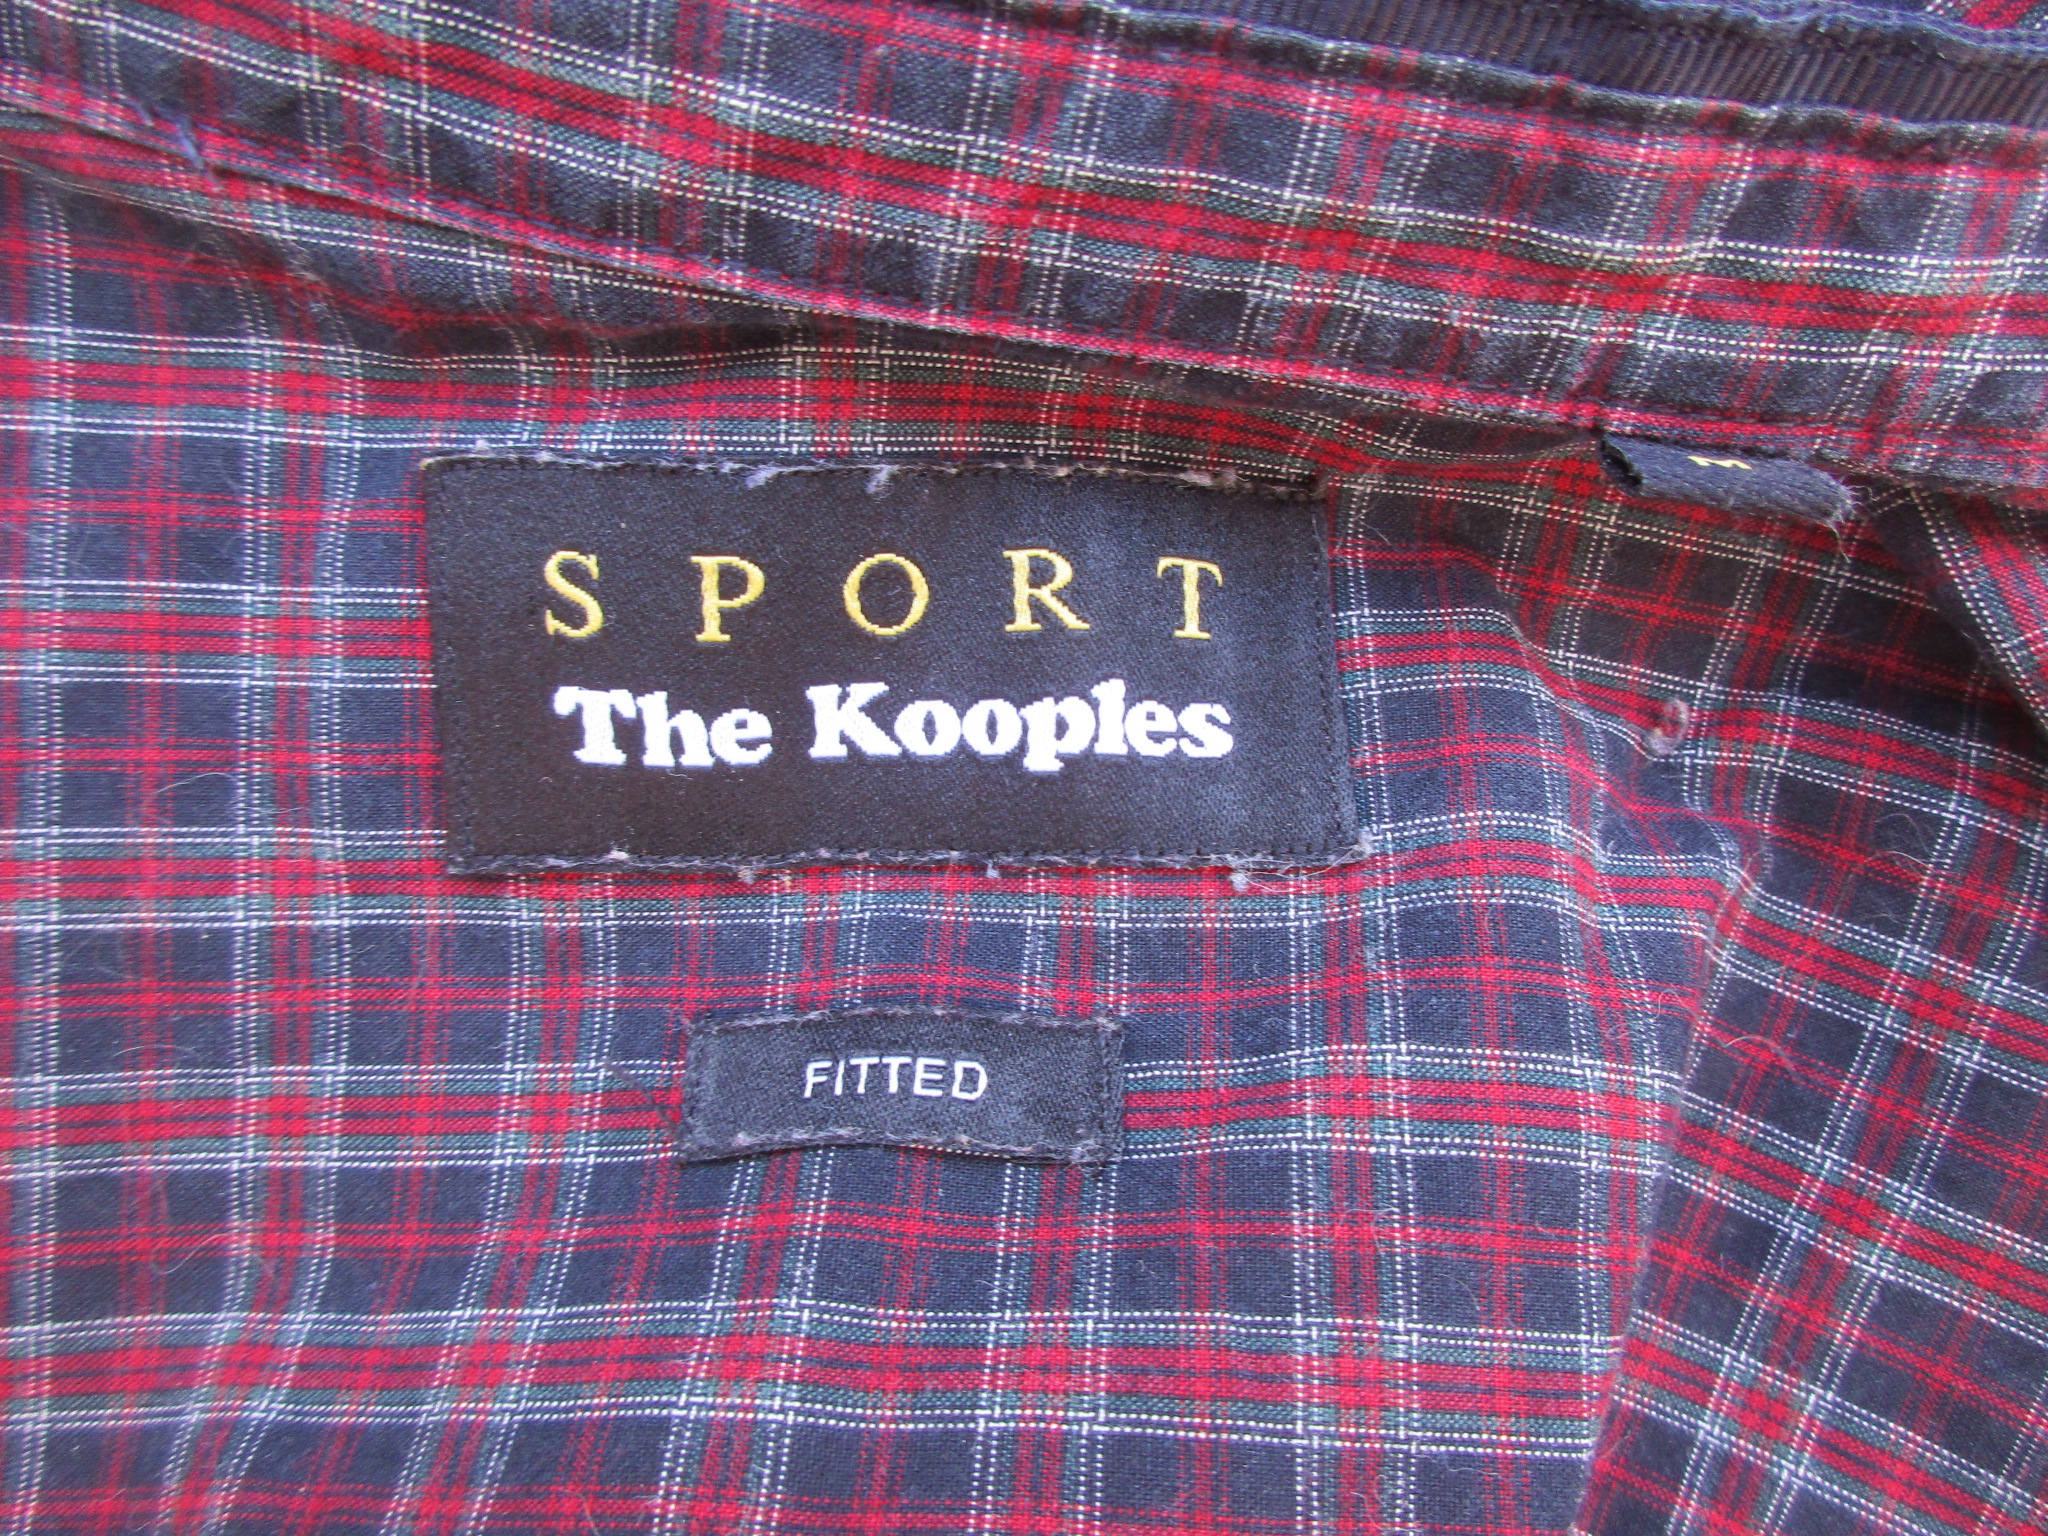 SPORT
The Kooples
FITTED
M